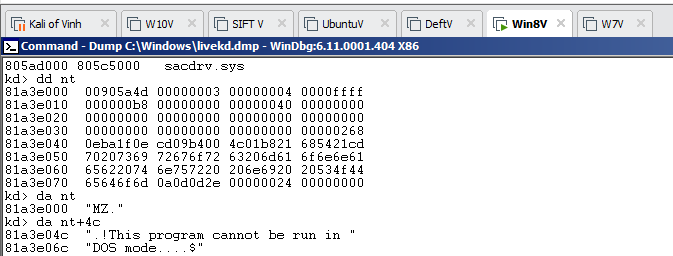 Kali of Vinh W10V SIFT V UbuntuV DeftV Win8V W7V
Command - Dump C:\Windows\livekd.dmp - WinDbg:6.11.0001.404 X86
805ad000 805c5000 sacdrv.sys
kd> dd nt
81a3e000 00905a4d 00000003 00000004 0000ffff
81a3e010 000000b8 00000000 00000040 00000000
81a3e020 00000000 00000000 00000000 00000000
81a3e030 00000000 00000000 00000000 00000268
81a3e040 0eba1f0e cd09b400 4c01b821 685421cd
81a3e050 70207369 72676f72 63206d61 6f6e6e61
81a3e060 65622074 6e757220 206e6920 20534f44
81a3e070 65646f6d 0a0d0d2e 00000024 00000000
kd> da nt
81a3e000 "MZ."
kd> da nt+4c
81a3e04c ".!This program cannot be run in "
81a3e06c "DOS mode....$"